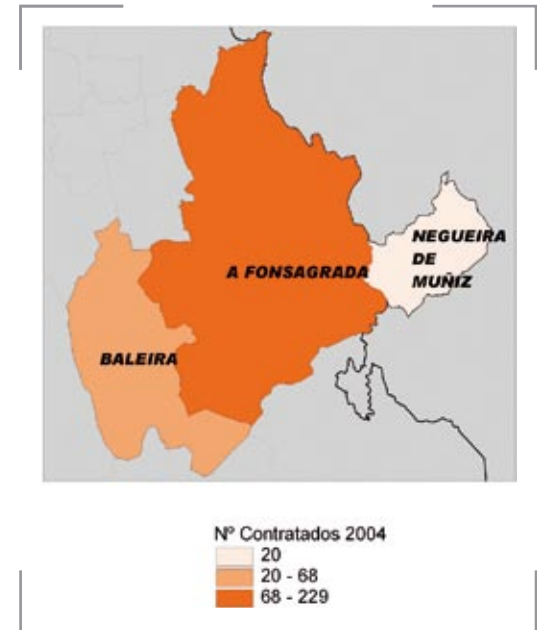 NEGUEIRA
DE
MUÑIZ
A FONSAGRADA
BALEIRA
Nº Contratados 2004
20
20 - 68
68 - 229